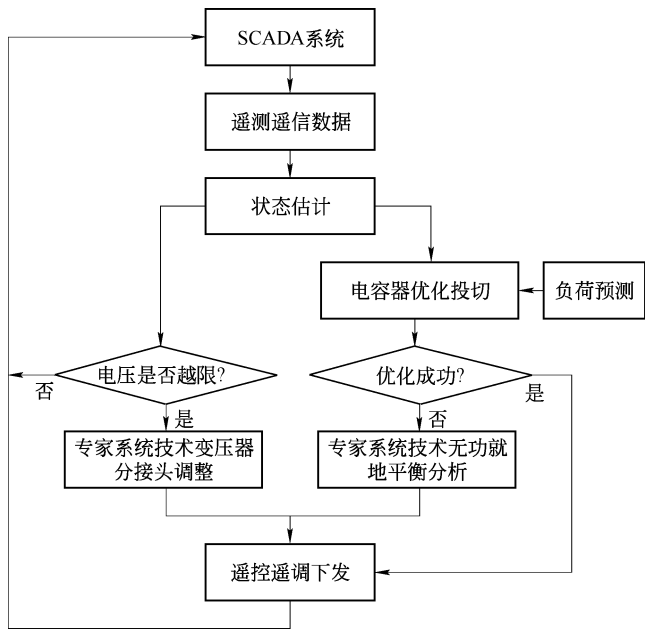 SCADA系统
遥测遥信数据
状态估计
电容器优化投切
负荷预测
电压是否越限?
优化成功?
否
是
是
否
专家系统技术变压器
分接头调整
专家系统技术无功就
地平衡分析
遥控遥调下发